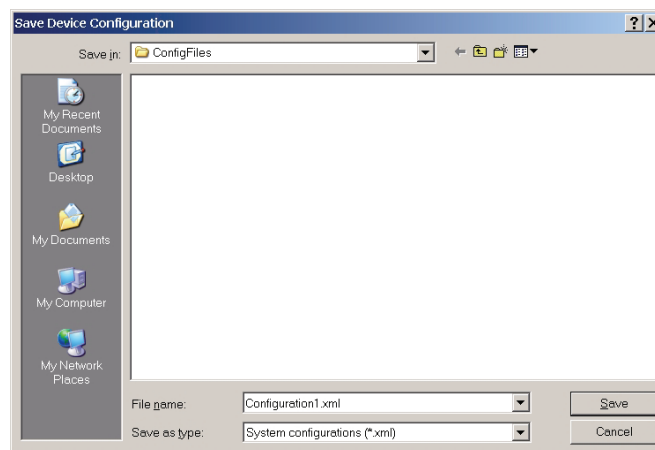 Save Device Configuration
? X
Save in: ConfigFiles
My Recent
Documents
Desktop
My Documents
My Computer
My Network
Places
File name: Configuration1.xml Save
Save as type: System configurations (*.xml) Cancel